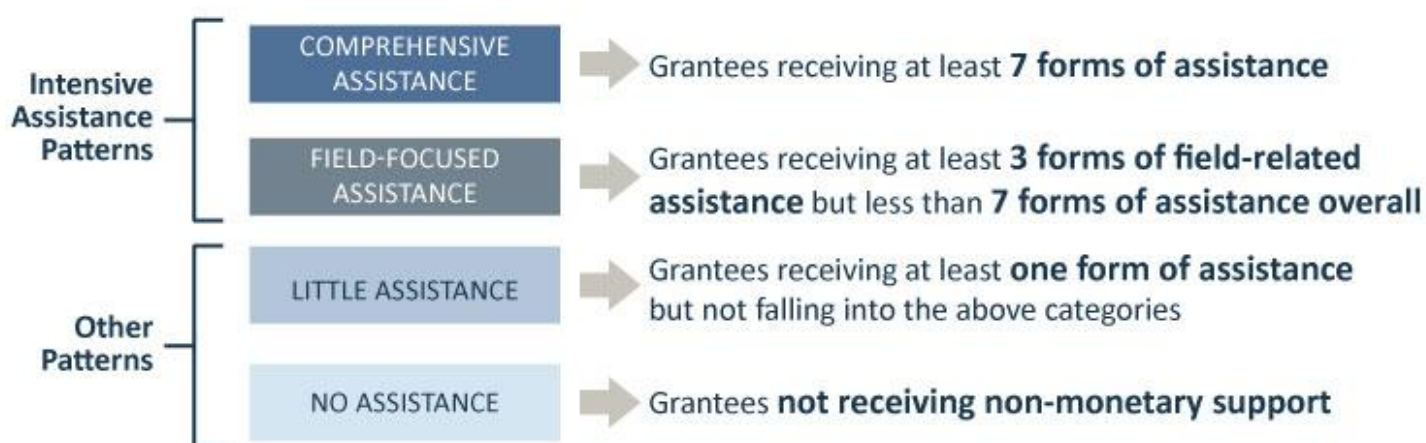 Intensive
Assistance
Patterns
COMPREHENSIVE
ASSISTANCE
Grantees receiving at least 7 forms of assistance
FIELD-FOCUSED
ASSISTANCE
Grantees receiving at least 3 forms of field-related
assistance but less than 7 forms of assistance overall
Other
Patterns
LITTLE ASSISTANCE
Grantees receiving at least one form of assistance
but not falling into the above categories
NO ASSISTANCE
Grantees not receiving non-monetary support